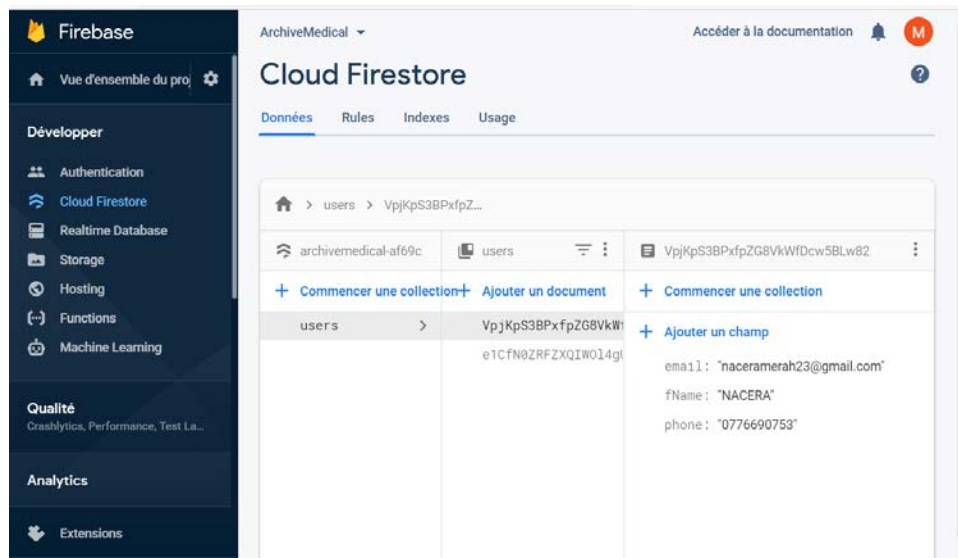 Firebase
Vue d'ensemble du proj
Développer
Authentication
Cloud Firestore
Realtime Database
Storage
Hosting
Functions
Machine Learning
Qualité
Crashlytics, Performance, Test La...
Analytics
Extensions
ArchiveMedical
Accéder à la documentation
M
Cloud Firestore
?
Données Rules Indexes Usage
> users > VpjKpS3BPxfpZ...
archivemedical-af69c
+ Commencer une collection
users >
users
+ Ajouter un document
VpjKpS3BPxfpZG8VkWf
e1CfN0ZRFZXQIWO14gU
VpjKpS3BPxfpZG8VkWfDcw5BLw82
+ Commencer une collection
+ Ajouter un champ
email: "naceramerah23@gmail.com"
fName: "NACERA"
phone: "0776690753"